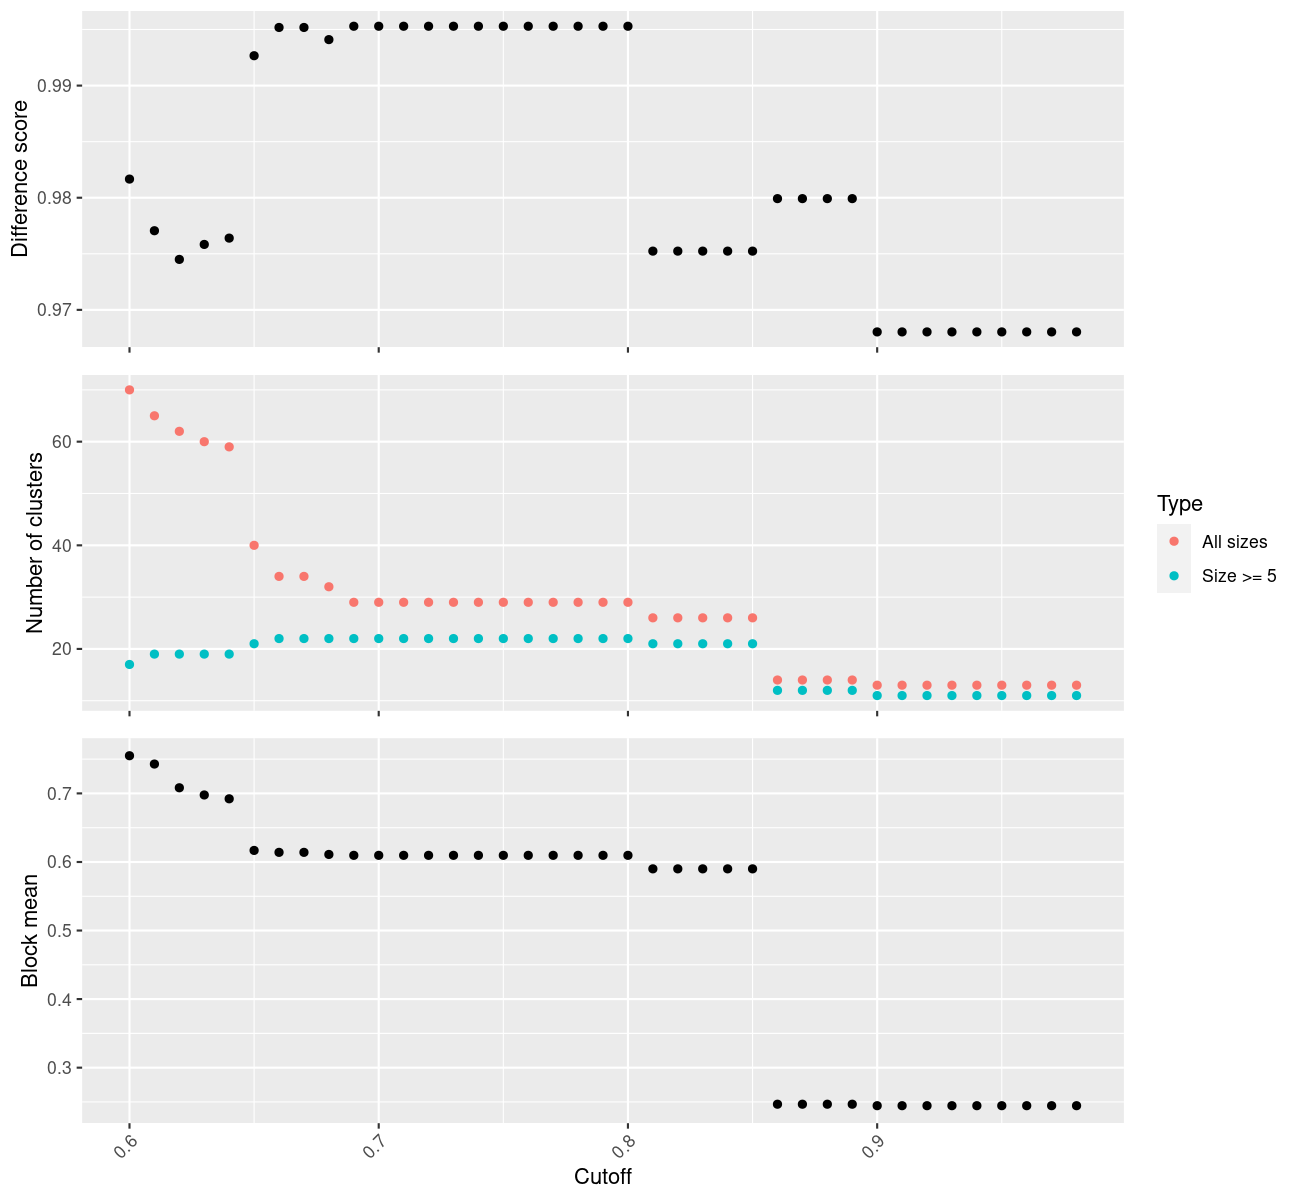 Difference score
0.99
0.98
0.97
Number of clusters
60
40
20
Type
All sizes
Size >= 5
Block mean
0.7
0.6
0.5
0.4
0.3
0.6 0.7 0.8 0.9
Cutoff